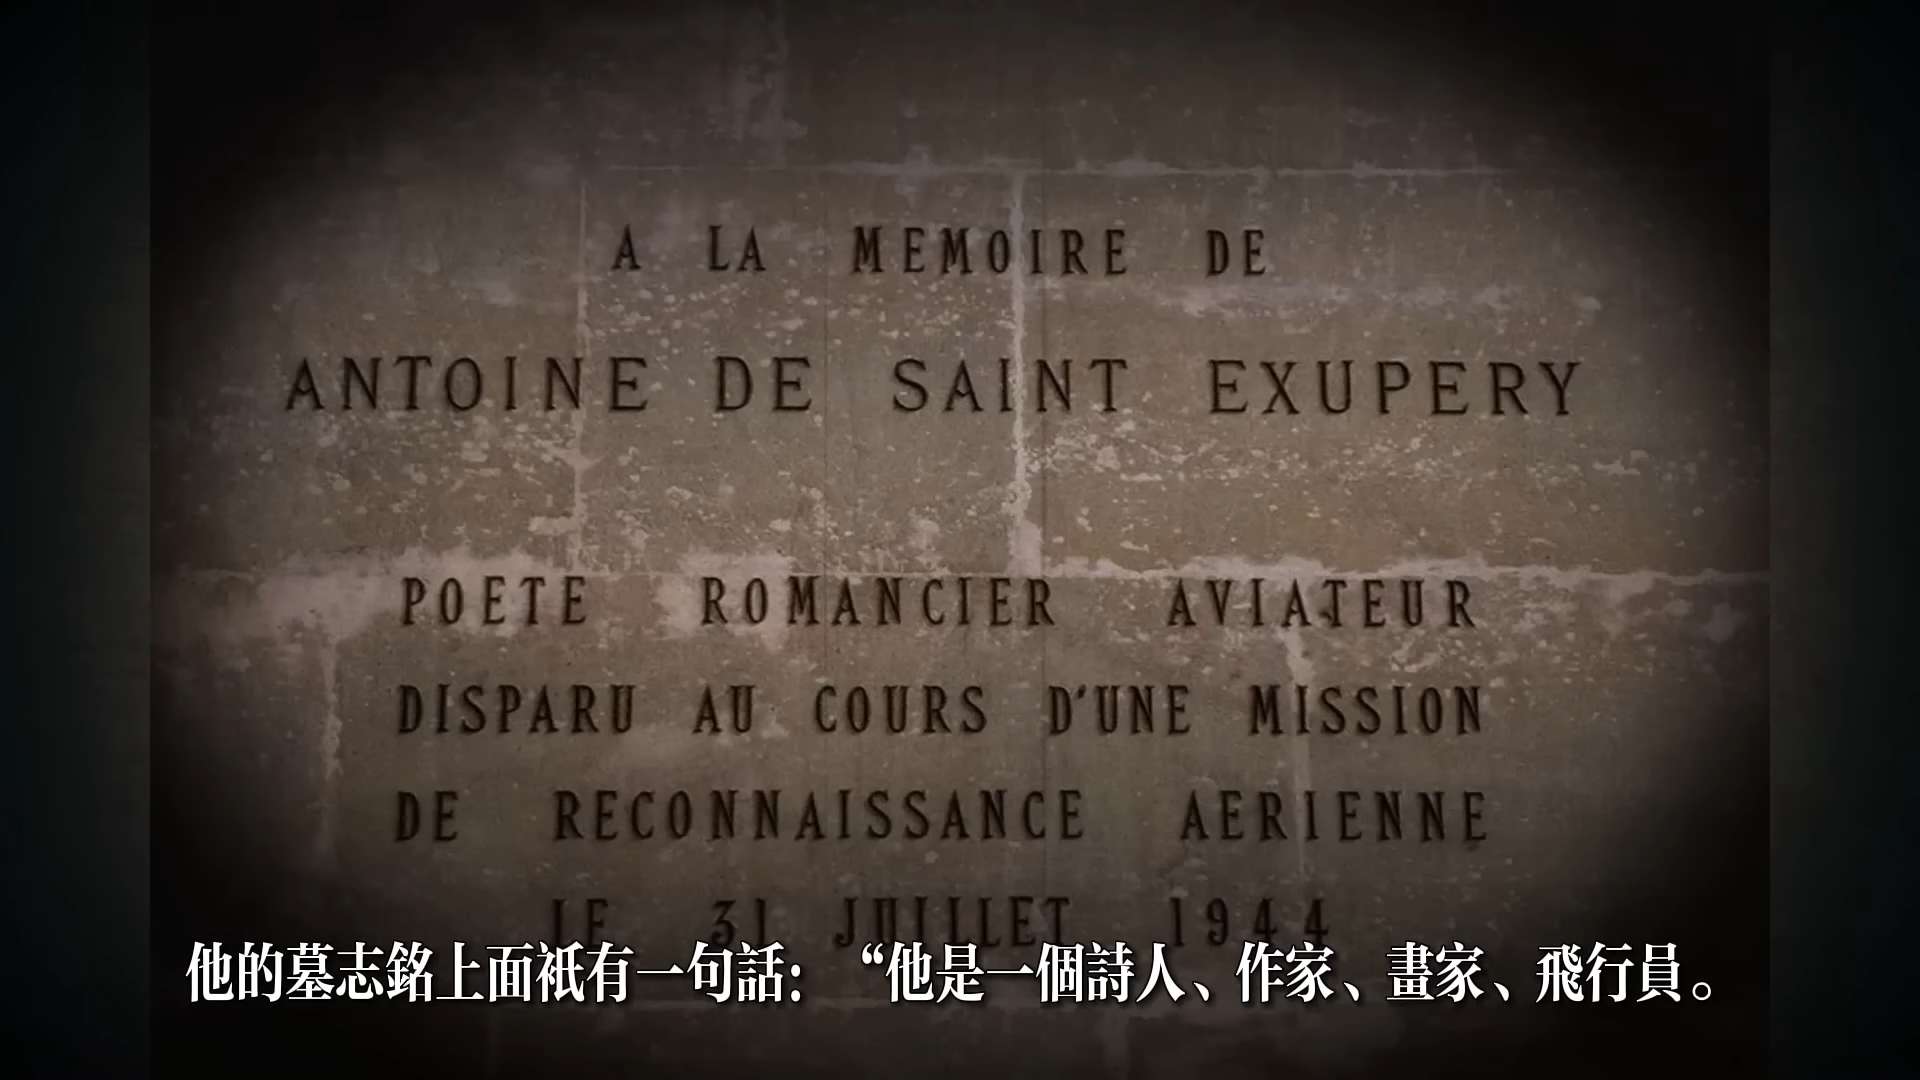 A LA MEMOIRE DE
ANTOINE DE SAINT EXUPERY
POETE ROMANCIER AVIATEUR
DISPARU AU COURS D'UNE MISSION
DE RECONNAISSANCE AERIENNE
LE 31 JUILLET 1944
他的墓志銘上面衹有一句話:“他是一個詩人、作家、畫家、飛行員。